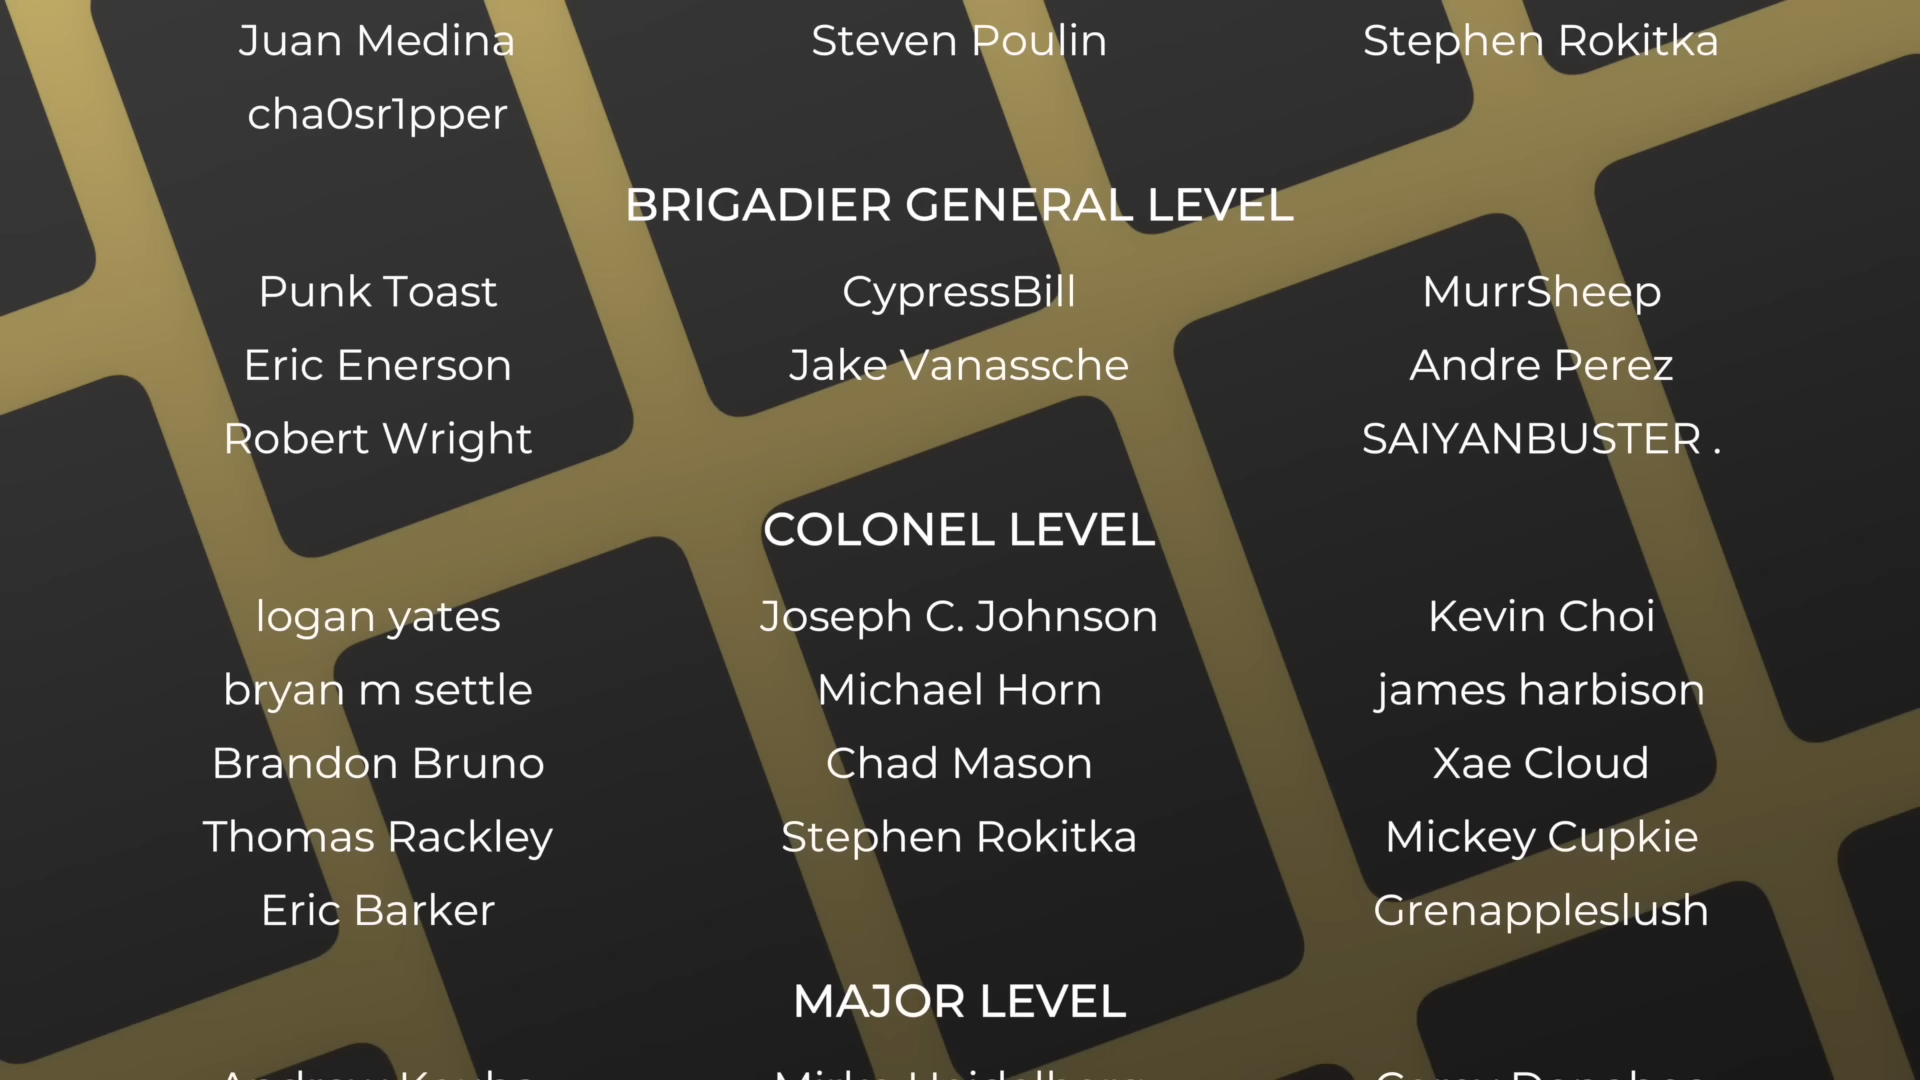 Juan Medina Steven Poulin Stephen Rokitka
cha0sr1pper
BRIGADIER GENERAL LEVEL
Punk Toast CypressBill MurrSheep
Eric Enerson Jake Vanassche Andre Perez
Robert Wright SAIYANBUSTER .
COLONEL LEVEL
logan yates Joseph C. Johnson Kevin Choi
bryan m settle Michael Horn james harbison
Brandon Bruno Chad Mason Xae Cloud
Thomas Rackley Stephen Rokitka Mickey Cupkie
Eric Barker Grenappleslush
MAJOR LEVEL